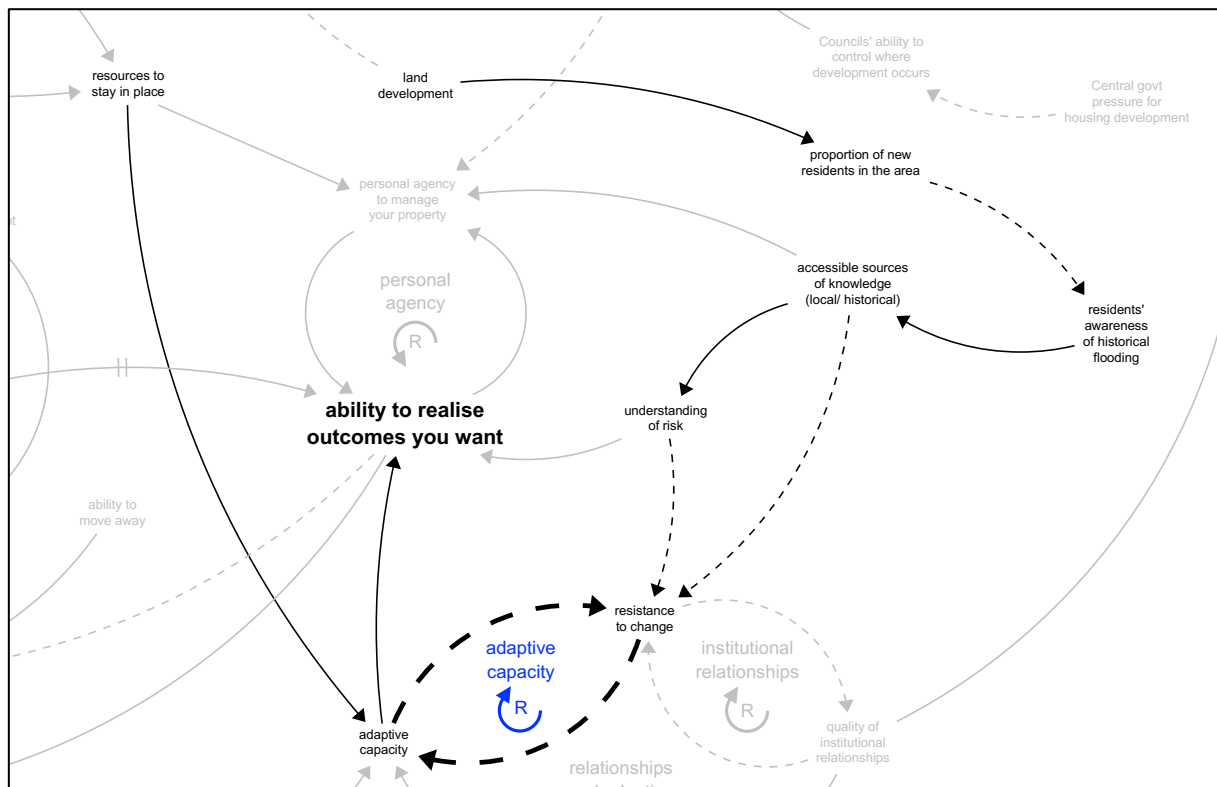 Councils' ability to
control where
development occurs
resources to
stay in place
land
development
Central govt
pressure for
housing development
proportion of new
residents in the area
personal agency
to manage
your property
accessible sources
of knowledge
(local/ historical)
residents'
awareness
of historical
flooding
personal
agency
R
ability to realise
outcomes you want
understanding
of risk
ability to
move away
resistance
to change
adaptive
capacity
R
institutional
relationships
R
adaptive
capacity
quality of
institutional
relationships
relationships